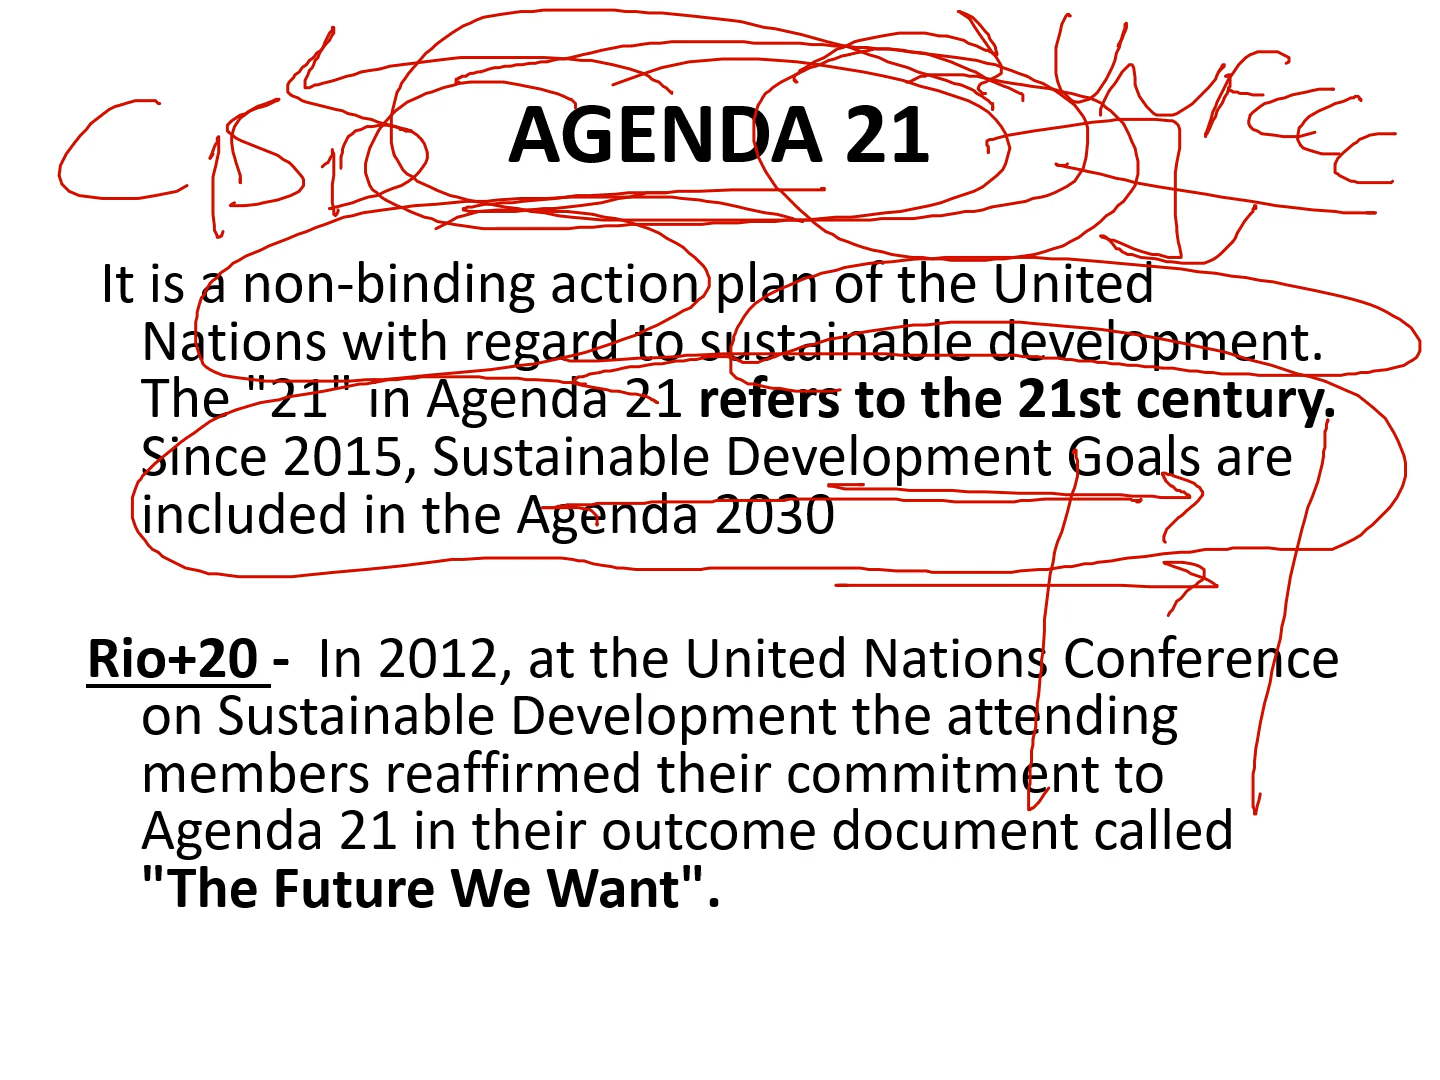 AGENDA 21
It is a non-binding action plan of the United
Nations with regard to sustainable development.
The "21" in Agenda 21 refers to the 21st century.
Since 2015, Sustainable Development Goals are
included in the Agenda 2030
Rio+20 - In 2012, at the United Nations Conference
on Sustainable Development the attending
members reaffirmed their commitment to
Agenda 21 in their outcome document called
"The Future We Want".